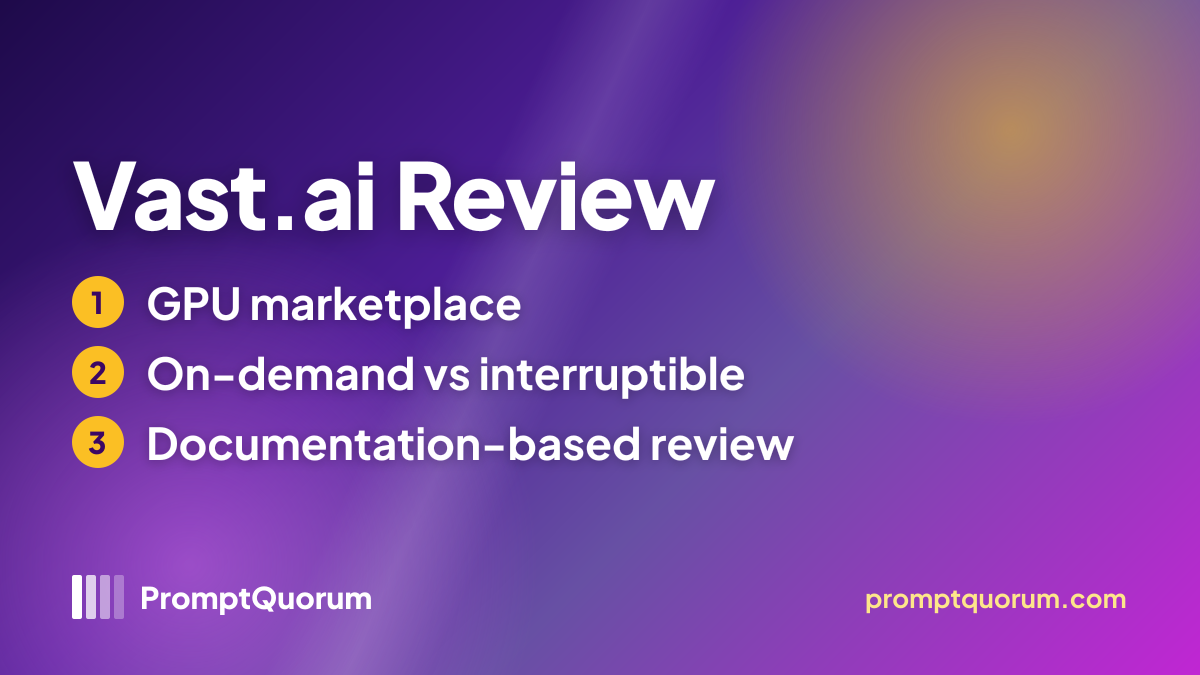 Vast.ai Review
1 GPU marketplace
2 On-demand vs interruptible
3 Documentation-based review
PromptQuorum
promptquorum.com